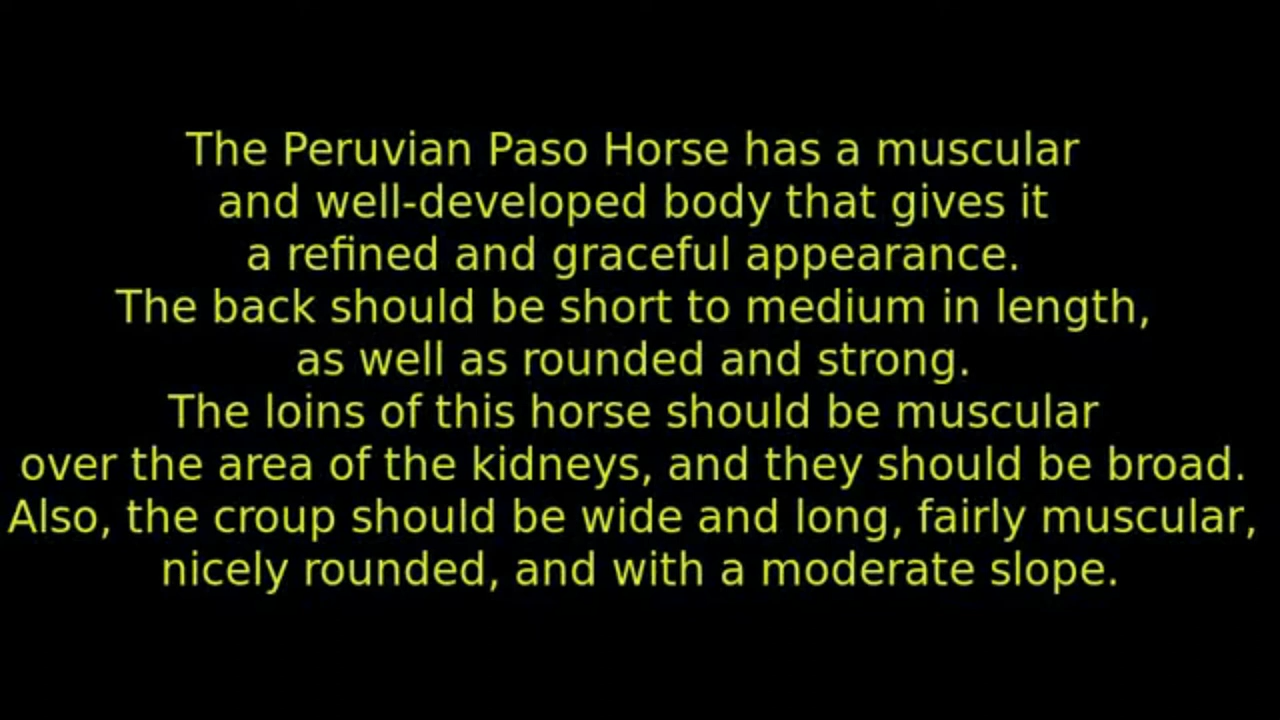 The Peruvian Paso Horse has a muscular
and well-developed body that gives it
a refined and graceful appearance.
The back should be short to medium in length,
as well as rounded and strong.
The loins of this horse should be muscular
over the area of the kidneys, and they should be broad.
Also, the croup should be wide and long, fairly muscular,
nicely rounded, and with a moderate slope.